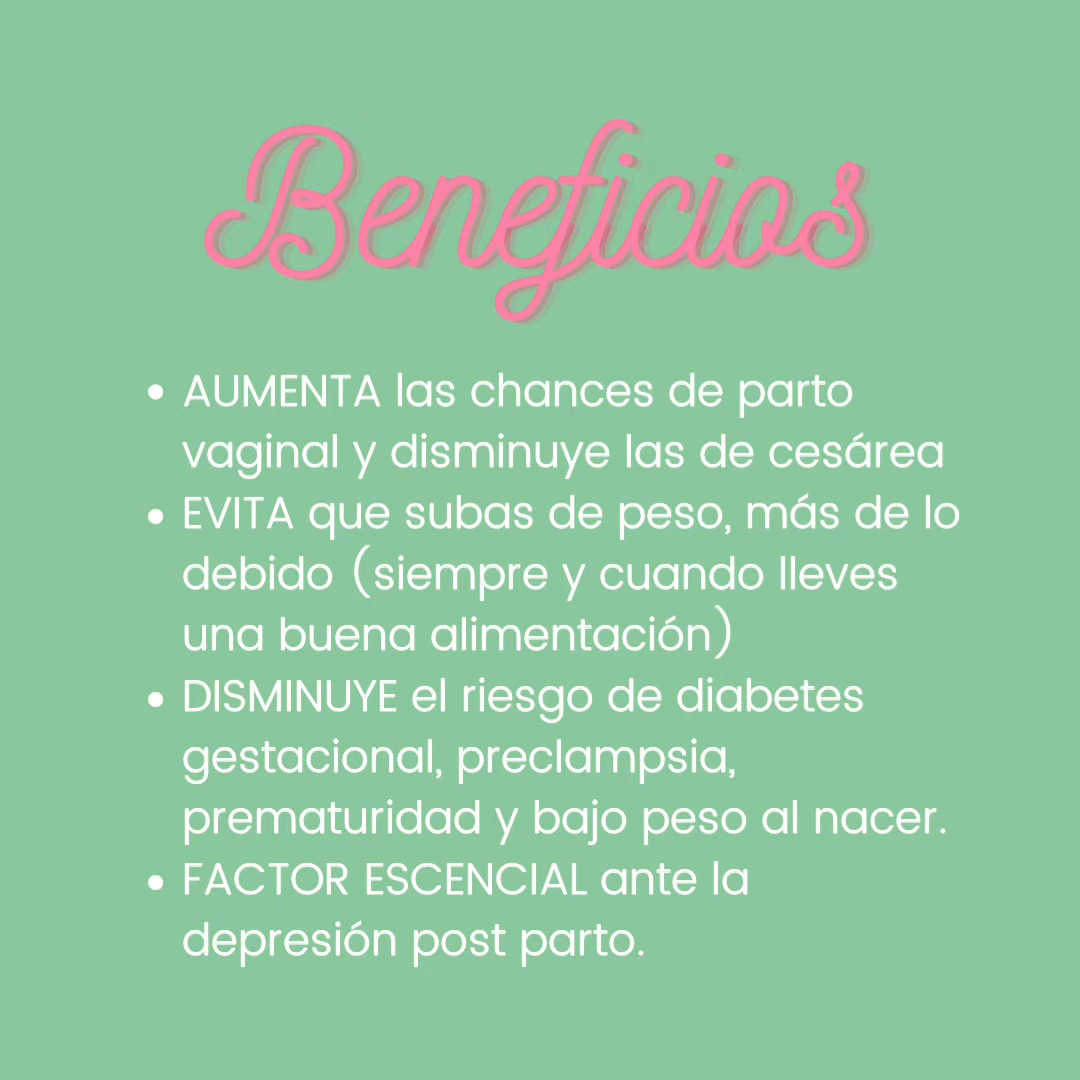 Beneficios
• AUMENTA las chances de parto
vaginal y disminuye las de cesárea
• EVITA que subas de peso, más de lo
debido (siempre y cuando lleves
una buena alimentación)
• DISMINUYE el riesgo de diabetes
gestacional, preclampsia,
prematuridad y bajo peso al nacer.
• FACTOR ESCENCIAL ante la
depresión post parto.